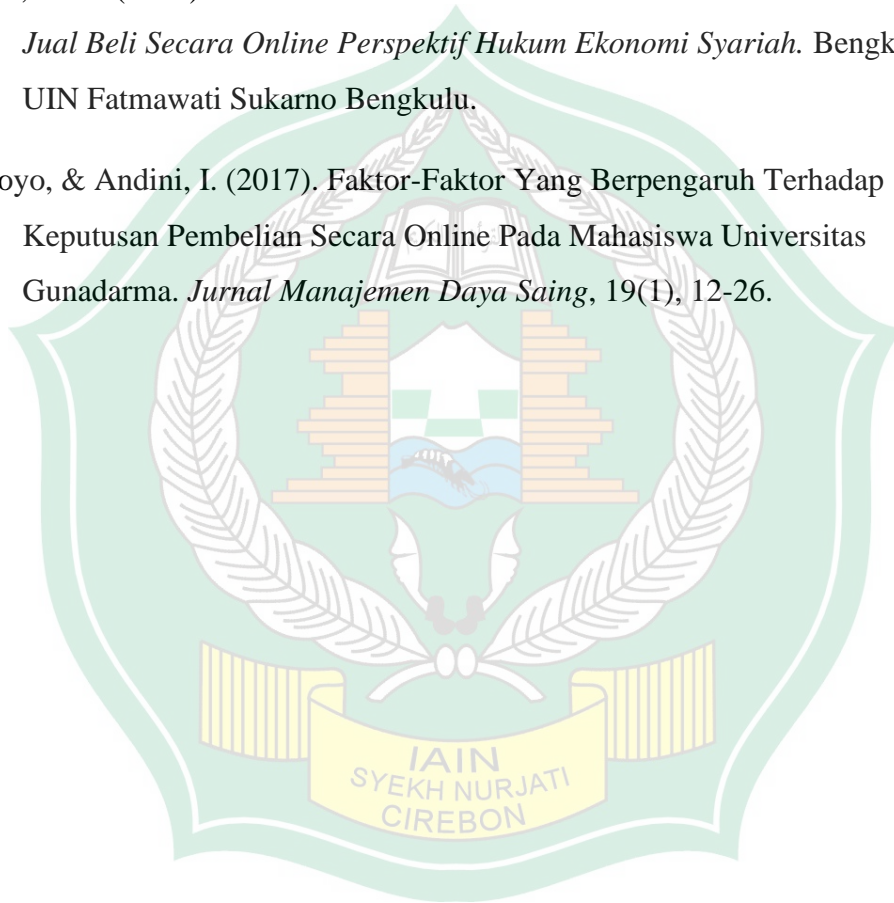 Jual Beli Secara Online Perspektif Hukum Ekonomi Syariah. Bengk
UIN Fatmawati Sukarno Bengkulu.
oyo, & Andini, I. (2017). Faktor-Faktor Yang Berpengaruh Terhadap
Keputusan Pembelian Secara Online Pada Mahasiswa Universitas
Gunadarma. Jurnal Manajemen Daya Saing, 19(1), 12-26.
IAIN
SYEKH NURJATI
CIREBON